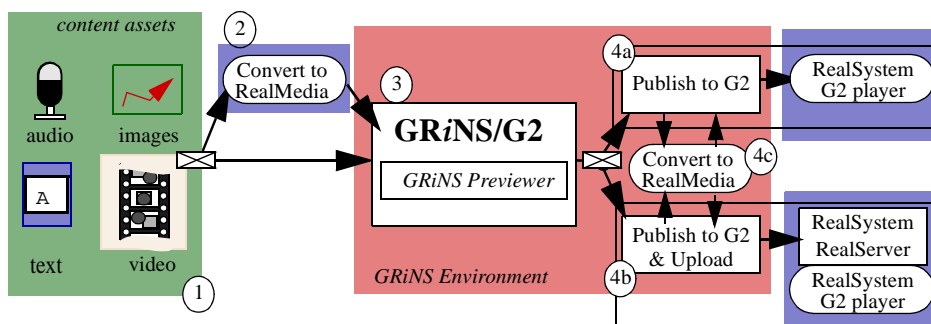 content assets
audio
images
A
text
video
1
2
Convert to
RealMedia
3
GRiNS/G2
GRiNS Previewer
GRiNS Environment
4a
Publish to G2
Convert to
RealMedia
4c
Publish to G2
& Upload
4b
RealSystem
G2 player
RealSystem
RealServer
RealSystem
G2 player